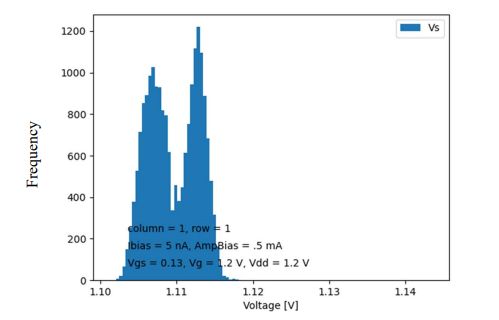 Vs
1200
1000
800
600
400
200
0
Frequency
column = 1, row = 1
Ibias = 5 nA, AmpBias = .5 mA
Vgs = 0.13, Vg = 1.2 V, Vdd = 1.2 V
1.10 1.11 1.12 1.13 1.14
Voltage [V]